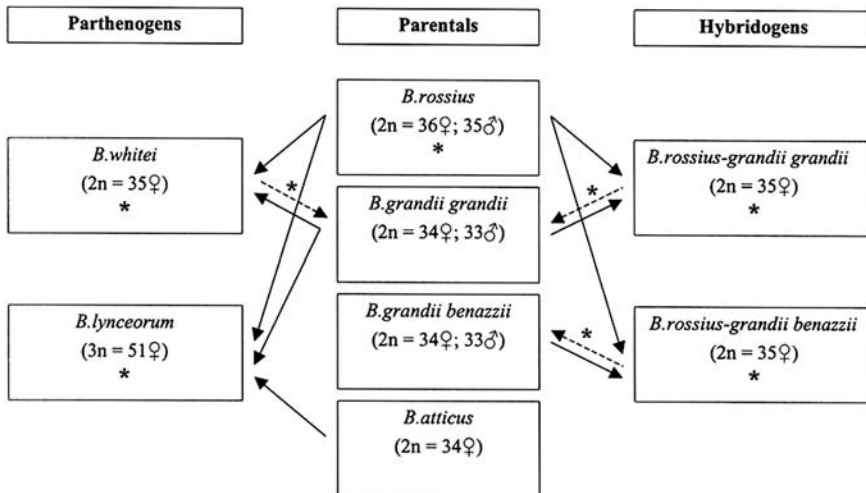 Parthenogens
Parentals
Hybridogens
B.rossius
(2n = 36♀; 35♂)
*
B.whitei
(2n = 35♀)
*
*
B.grandii grandii
(2n = 34♀; 33♂)
*
B.rossius-grandii grandii
(2n = 35♀)
*
B.lynceorum
(3n = 51♀)
*
B.grandii benazzii
(2n = 34♀; 33♂)
*
B.rossius-grandii benazzii
(2n = 35♀)
*
B.atticus
(2n = 34♀)